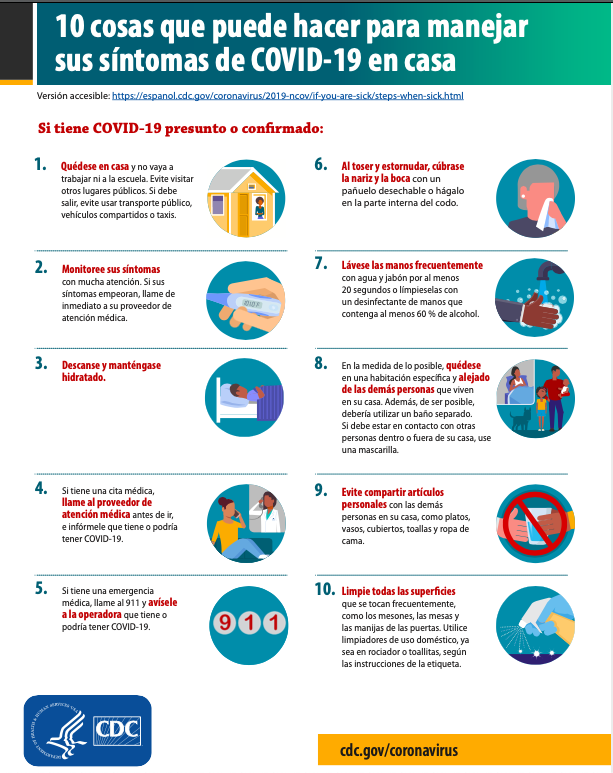 10 cosas que puede hacer para manejar
sus síntomas de COVID-19 en casa
Versión accesible: https://espanol.cdc.gov/coronavirus/2019-ncov/if-you-are-sick/steps-when-sick.html
Si tiene COVID-19 presunto o confirmado:
1. Quédese en casa y no vaya a
trabajar ni a la escuela. Evite visitar
otros lugares públicos. Si debe
salir, evite usar transporte público,
vehículos compartidos o taxis.
2. Monitoree sus síntomas
con mucha atención. Si sus
síntomas empeoran, llame de
inmediato a su proveedor de
atención médica.
3. Descanse y manténgase
hidratado.
4. Si tiene una cita médica,
llame al proveedor de
atención médica antes de ir,
e infórmele que tiene o podría
tener COVID-19.
5. Si tiene una emergencia
médica, llame al 911 y avísele
a la operadora que tiene o
podría tener COVID-19.
911
6. Al toser y estornudar, cúbrase
la nariz y la boca con un
pañuelo desechable o hágalo
en la parte interna del codo.
7. Lávese las manos frecuentemente
con agua y jabón por al menos
20 segundos o límpieselas con
un desinfectante de manos que
contenga al menos 60 % de alcohol.
8. En la medida de lo posible, quédese
en una habitación específica y alejado
de las demás personas que viven
en su casa. Además, de ser posible,
debería utilizar un baño separado.
Si debe estar en contacto con otras
personas dentro o fuera de su casa, use
una mascarilla.
9. Evite compartir artículos
personales con las demás
personas en su casa, como platos,
vasos, cubiertos, toallas y ropa de
cama.
10. Limpie todas las superficies
que se tocan frecuentemente,
como los mesones, las mesas y
las manijas de las puertas. Utilice
limpiadores de uso doméstico, ya
sea en rociador o toallitas, según
las instrucciones de la etiqueta.
DEPARTMENT OF HEALTH & HUMAN SERVICES USA
CDC
cdc.gov/coronavirus